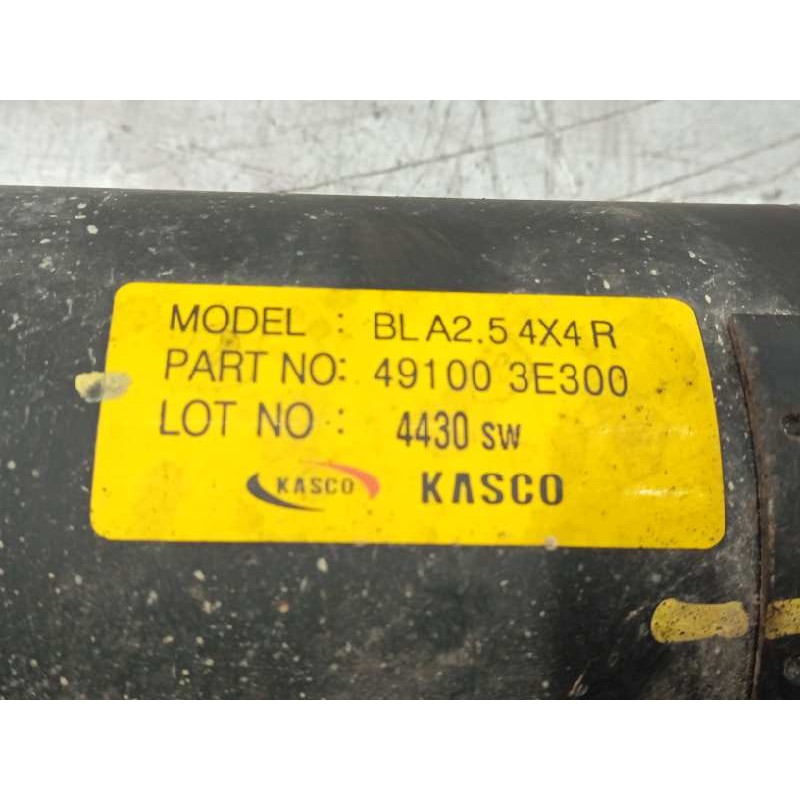 MODEL : BL A2.5 4X4 R
PART NO: 49100 3E300
LOT NO : 4430 SW
KASCO KASCO